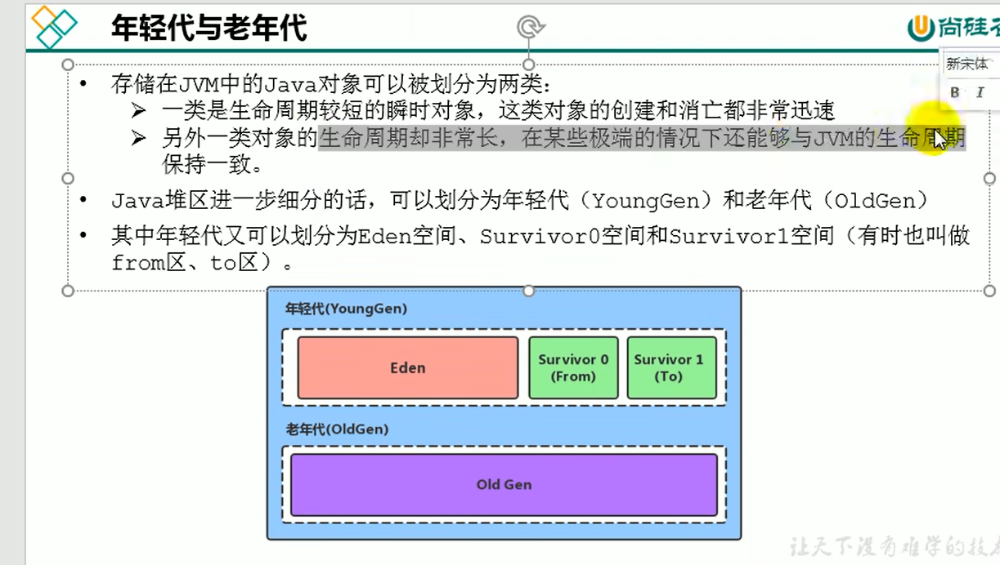 年轻代与老年代
尚硅
新宋体
B I
• 存储在JVM中的Java对象可以被划分为两类：
➢ 一类是生命周期较短的瞬时对象，这类对象的创建和消亡都非常迅速
➢ 另外一类对象的生命周期却非常长，在某些极端的情况下还能够与JVM的生命周期
保持一致。
• Java堆区进一步细分的话，可以划分为年轻代（YoungGen）和老年代（OldGen）
• 其中年轻代又可以划分为Eden空间、Survivor0空间和Survivor1空间（有时也叫做
from区、to区）。
年轻代(YoungGen)
Eden
Survivor 0
(From)
Survivor 1
(To)
老年代(OldGen)
Old Gen
让天下没有难学的技